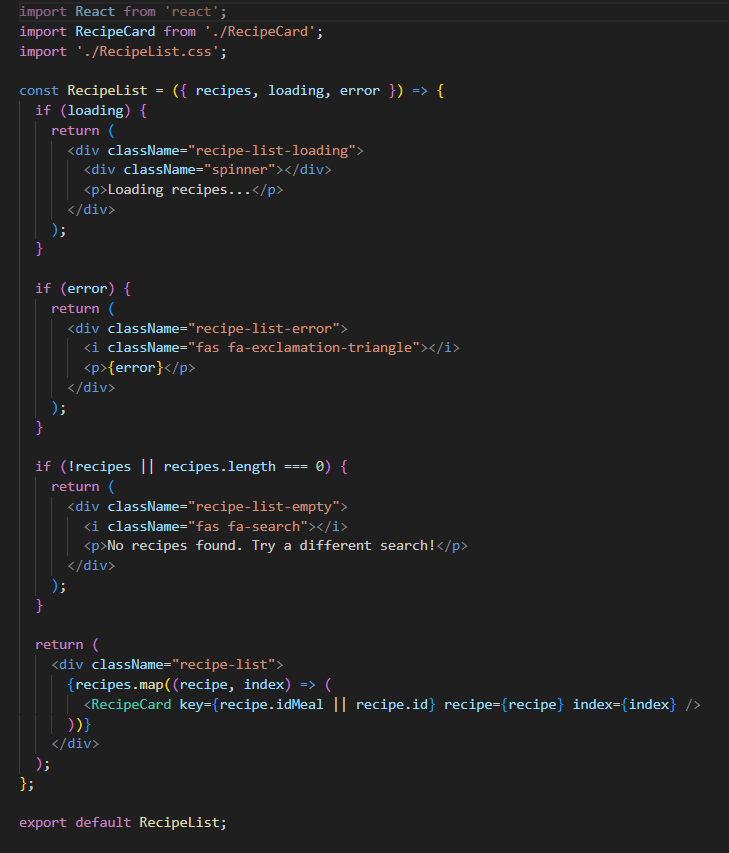 import React from 'react';
import RecipeCard from './RecipeCard';
import './RecipeList.css';

const RecipeList = ({ recipes, loading, error }) => {
  if (loading) {
    return (
      <div className="recipe-list-loading">
        <div className="spinner"></div>
        <p>Loading recipes...</p>
      </div>
    );
  }

  if (error) {
    return (
      <div className="recipe-list-error">
        <i className="fas fa-exclamation-triangle"></i>
        <p>{error}</p>
      </div>
    );
  }

  if (!recipes || recipes.length === 0) {
    return (
      <div className="recipe-list-empty">
        <i className="fas fa-search"></i>
        <p>No recipes found. Try a different search!</p>
      </div>
    );
  }

  return (
    <div className="recipe-list">
      {recipes.map((recipe, index) => (
        <RecipeCard key={recipe.idMeal || recipe.id} recipe={recipe} index={index} />
      ))}
    </div>
  );
};

export default RecipeList;